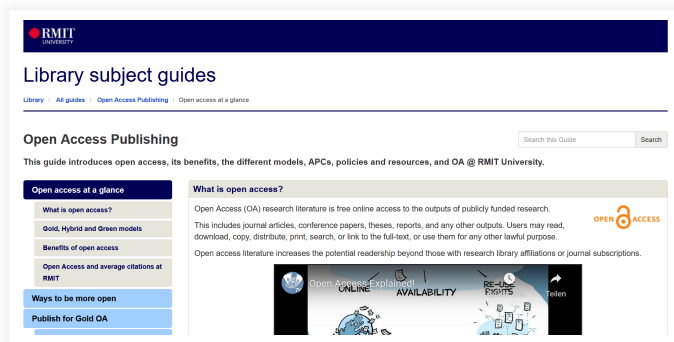 RMIT
UNIVERSITY
Library subject guides
Library / All guides / Open Access Publishing / Open access at a glance
Open Access Publishing
Search this Guide
Search
This guide introduces open access, its benefits, the different models, APCs, policies and resources, and OA @ RMIT University.
Open access at a glance
What is open access?
Gold, Hybrid and Green models
Benefits of open access
Open Access and average citations at
RMIT
Ways to be more open
Publish for Gold OA
What is open access?
Open Access (OA) research literature is free online access to the outputs of publicly funded research.
OPEN ACCESS
This includes journal articles, conference papers, theses, reports, and any other outputs. Users may read,
download, copy, distribute, print, search, or link to the full-text, or use them for any other lawful purpose.
Open access literature increases the potential readership beyond those with research library affiliations or journal subscriptions.
Open Access Explained!
ONLINE
AVAILABILITY
RE-USE
RIGHTS
Teilen